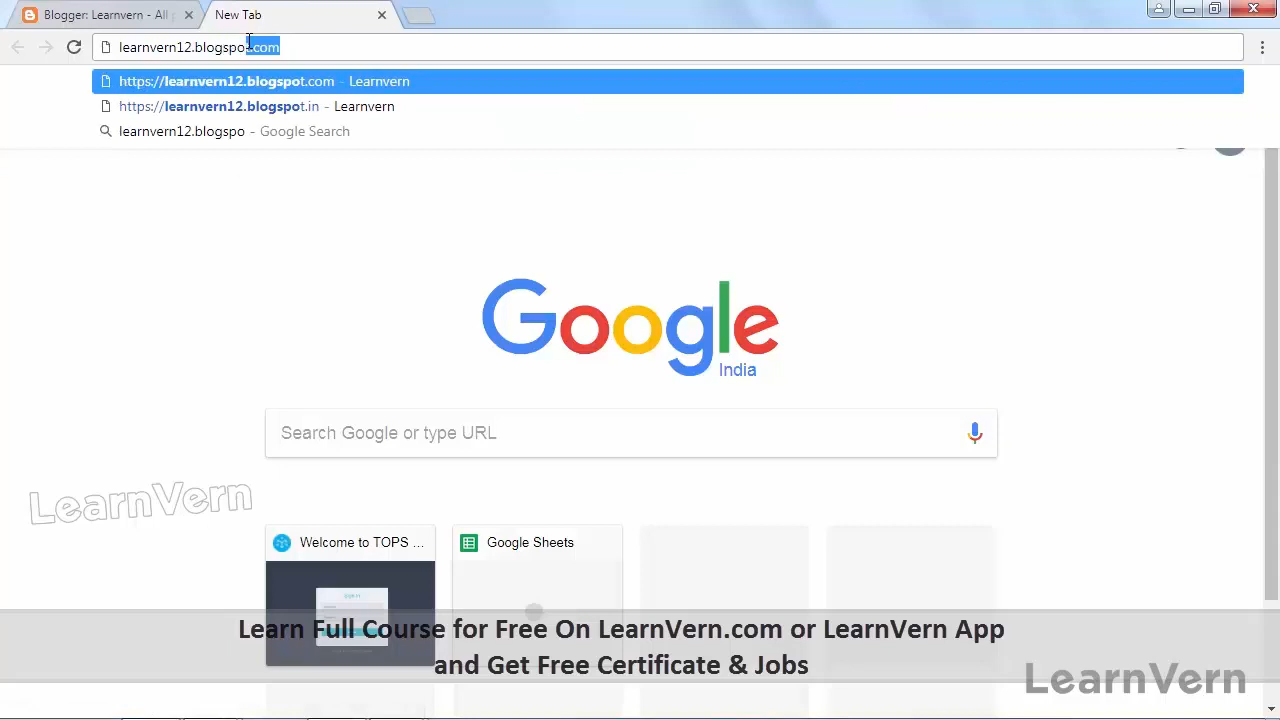 Blogger: Learnvern - All p
New Tab
learnvern12.blogspot.com
https://learnvern12.blogspot.com - Learnvern
https://learnvern12.blogspot.in - Learnvern
learnvern12.blogspo - Google Search
Google
India
Search Google or type URL
LearnVern
Welcome to TOPS ...
Google Sheets
Learn Full Course for Free On LearnVern.com or LearnVern App
and Get Free Certificate & Jobs
LearnVern